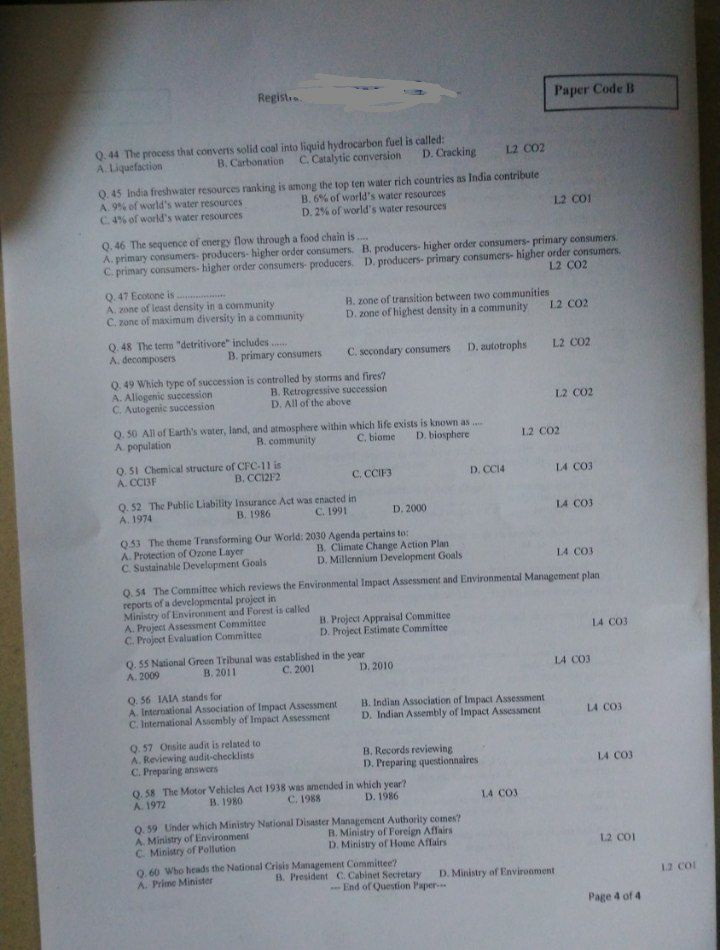 Paper Code B
Q. 44 The process that converts solid coal into liquid hydrocarbon fuel is called:
A. Liquefaction B. Carbonation C. Catalytic conversion D. Cracking L2 CO2
Q. 45 India freshwater resources ranking is among the top ten water rich countries as India contribute
A. 9% of world's water resources B. 6% of world's water resources
C. 4% of world's water resources D. 2% of world's water resources L2 CO1
Q. 46 The sequence of energy flow through a food chain is ....
A. primary consumers- producers- higher order consumers. B. producers- higher order consumers- primary consumers.
C. primary consumers- higher order consumers- producers. D. producers- primary consumers- higher order consumers.
L2 CO2
Q. 47 Ecotone is ..................
A. zone of least density in a community B. zone of transition between two communities
C. zone of maximum diversity in a community D. zone of highest density in a community L2 CO2
Q. 48 The term "detritivore" includes ......
A. decomposers B. primary consumers C. secondary consumers D. autotrophs L2 CO2
Q. 49 Which type of succession is controlled by storms and fires?
A. Allogenic succession B. Retrogressive succession
C. Autogenic succession D. All of the above L2 CO2
Q. 50 All of Earth's water, land, and atmosphere within which life exists is known as ....
A. population B. community C. biome D. biosphere L2 CO2
Q. 51 Chemical structure of CFC-11 is
A. CCl3F B. CCl2F2 C. CClF3 D. CCl4 L4 CO3
Q. 52 The Public Liability Insurance Act was enacted in
A. 1974 B. 1986 C. 1991 D. 2000 L4 CO3
Q.53 The theme Transforming Our World: 2030 Agenda pertains to:
A. Protection of Ozone Layer B. Climate Change Action Plan
C. Sustainable Development Goals D. Millennium Development Goals L4 CO3
Q. 54 The Committee which reviews the Environmental Impact Assessment and Environmental Management plan
reports of a developmental project in
Ministry of Environment and Forest is called
A. Project Assessment Committee B. Project Appraisal Committee
C. Project Evaluation Committee D. Project Estimate Committee L4 CO3
Q. 55 National Green Tribunal was established in the year
A. 2009 B. 2011 C. 2001 D. 2010 L4 CO3
Q. 56 IAIA stands for
A. International Association of Impact Assessment B. Indian Association of Impact Assessment
C. International Assembly of Impact Assessment D. Indian Assembly of Impact Assessment L4 CO3
Q. 57 Onsite audit is related to
A. Reviewing audit-checklists B. Records reviewing
C. Preparing answers D. Preparing questionnaires L4 CO3
Q. 58 The Motor Vehicles Act 1938 was amended in which year?
A. 1972 B. 1980 C. 1988 D. 1986 L4 CO3
Q. 59 Under which Ministry National Disaster Management Authority comes?
A. Ministry of Environment B. Ministry of Foreign Affairs
C. Ministry of Pollution D. Ministry of Home Affairs L2 CO1
Q. 60 Who heads the National Crisis Management Committee?
A. Prime Minister B. President C. Cabinet Secretary D. Ministry of Environment L2 CO1
--- End of Question Paper---
Page 4 of 4